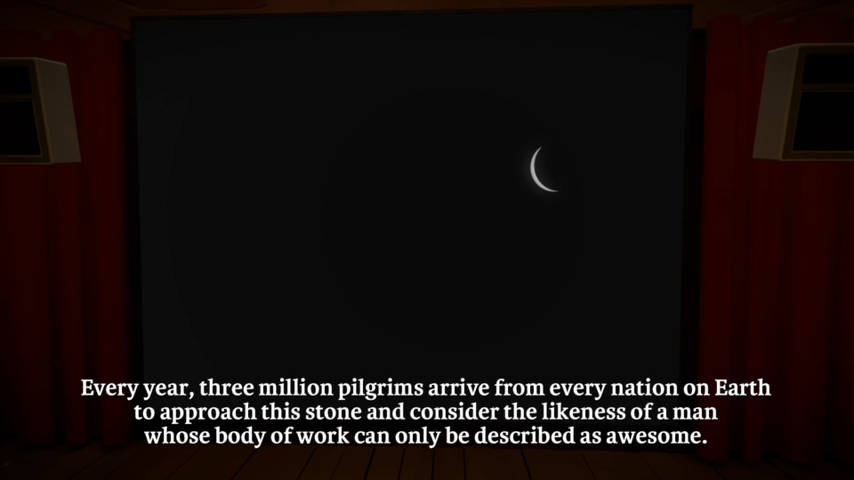 Every year, three million pilgrims arrive from every nation on Earth
to approach this stone and consider the likeness of a man
whose body of work can only be described as awesome.